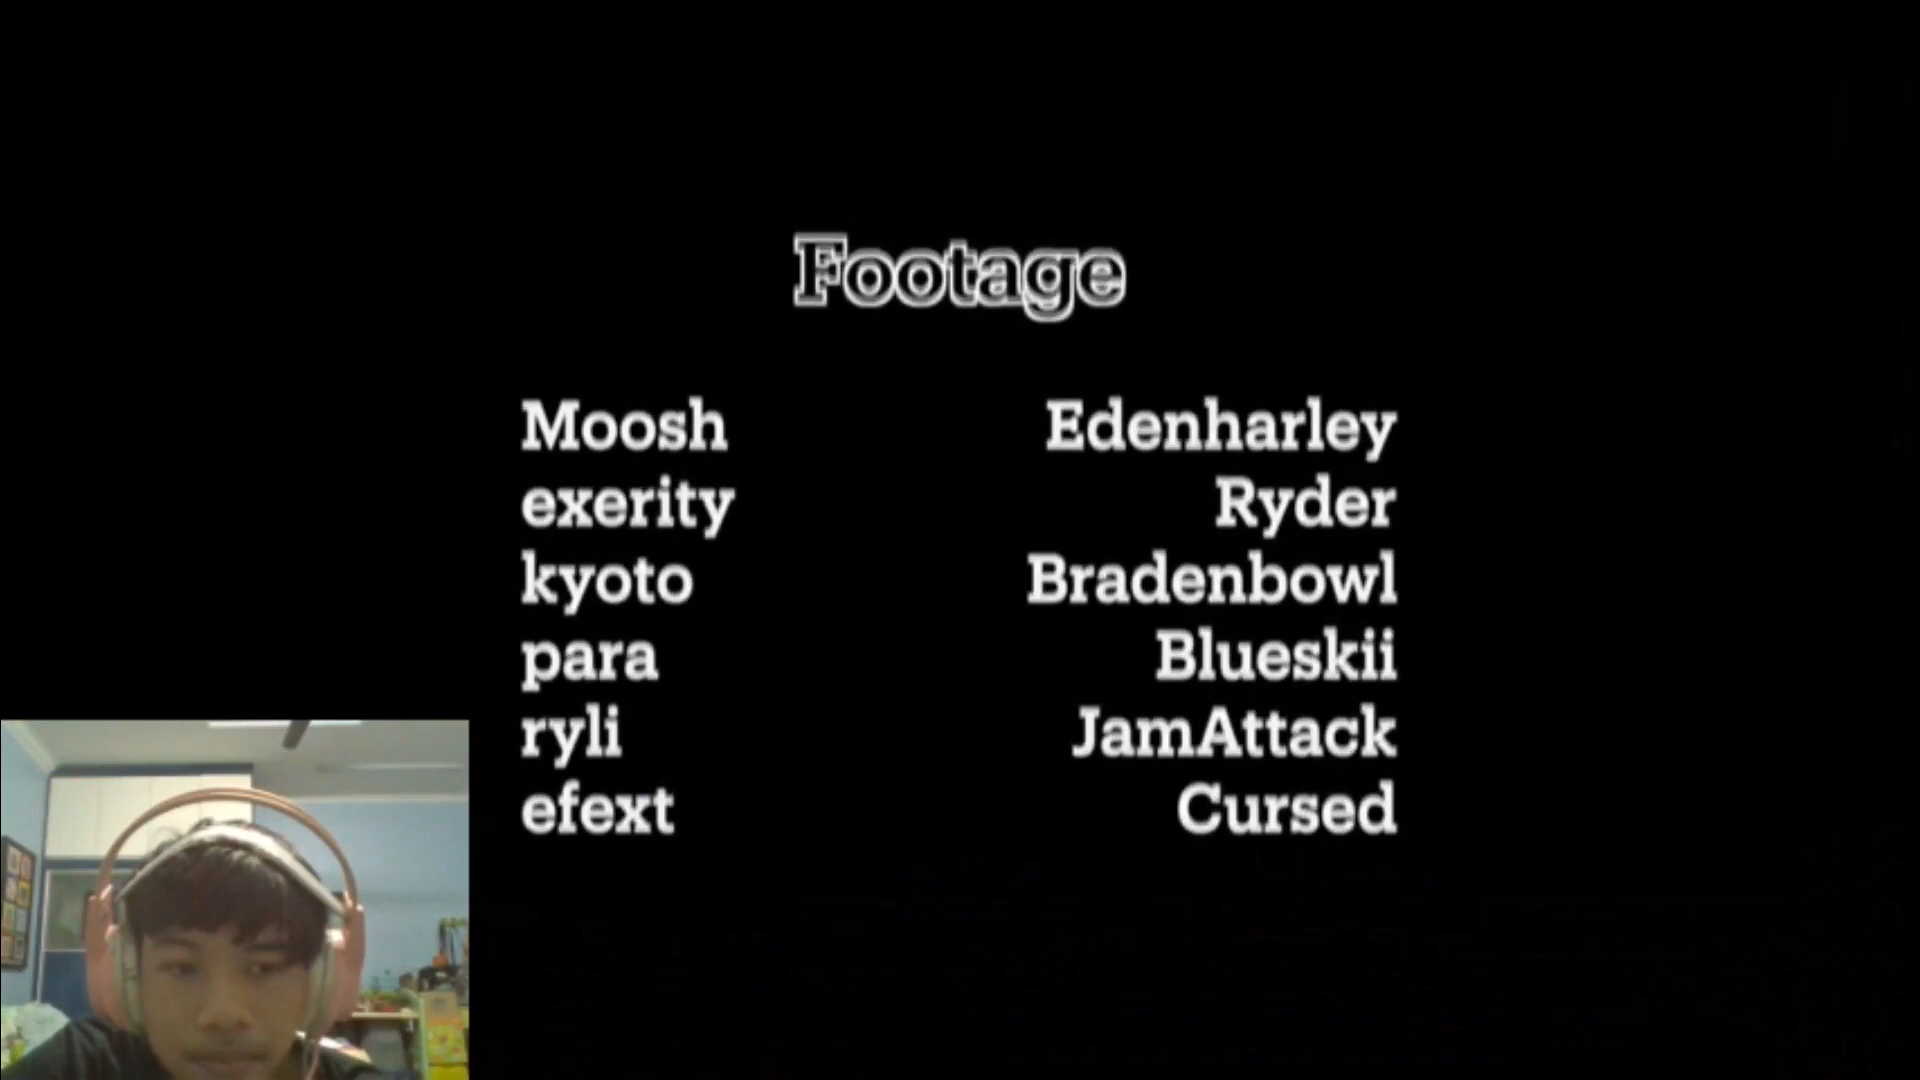 Footage
Moosh Edenharley
exerity Ryder
kyoto Bradenbowl
para Blueskii
ryli JamAttack
efext Cursed